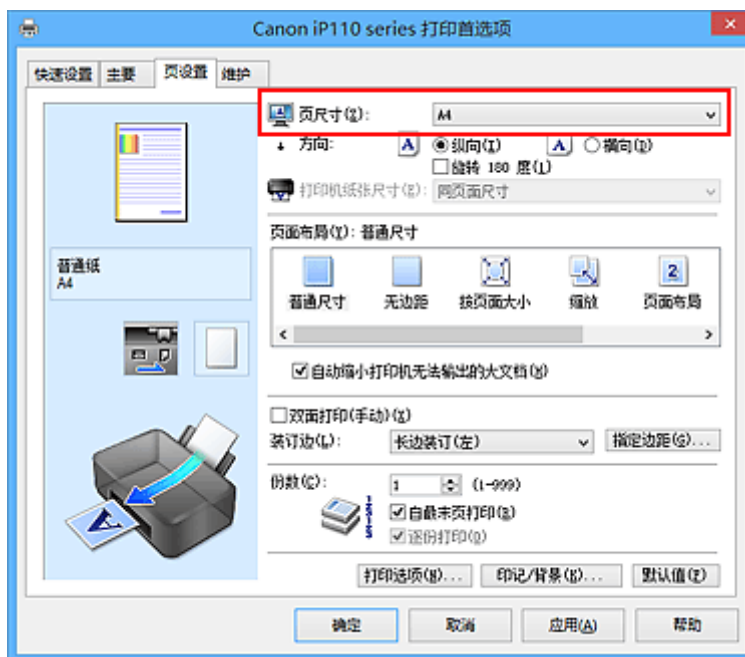 Canon iP110 series 打印首选项
快速设置 主要 页设置 维护
页尺寸(Z): A4
方向: A 纵向(I) A 横向(D)
旋转 180 度(L)
打印机纸张尺寸(E): 同页面尺寸
页面布局(Y): 普通尺寸
普通纸
A4
普通尺寸 无边距 按页面大小 缩放 页面布局
自动缩小打印机无法输出的大文档(N)
双面打印(手动)(X)
装订边(L): 长边装订(左) 指定边距(G)...
份数(C): 1 (1-999)
自最末页打印(R)
逐份打印(O)
打印选项(N)... 印记/背景(K)... 默认值(F)
确定 取消 应用(A) 帮助